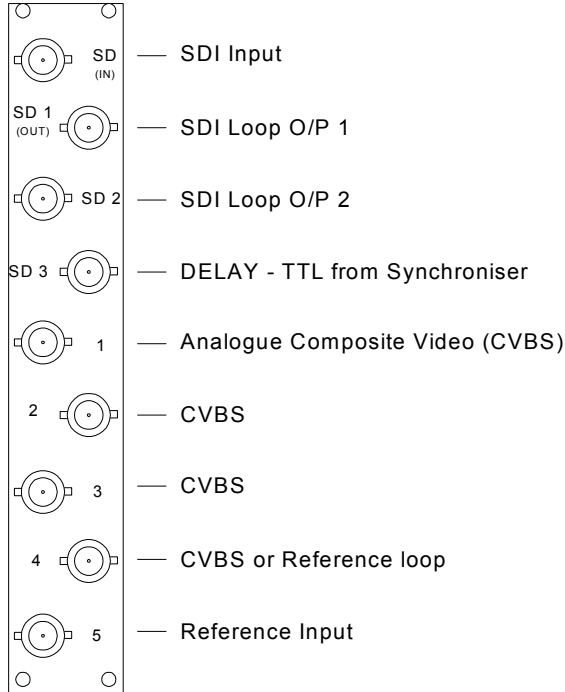 SD — SDI Input
(IN)
SD 1
(OUT) — SDI Loop O/P 1
SD 2 — SDI Loop O/P 2
SD 3 — DELAY - TTL from Synchroniser
1 — Analogue Composite Video (CVBS)
2 — CVBS
3 — CVBS
4 — CVBS or Reference loop
5 — Reference Input